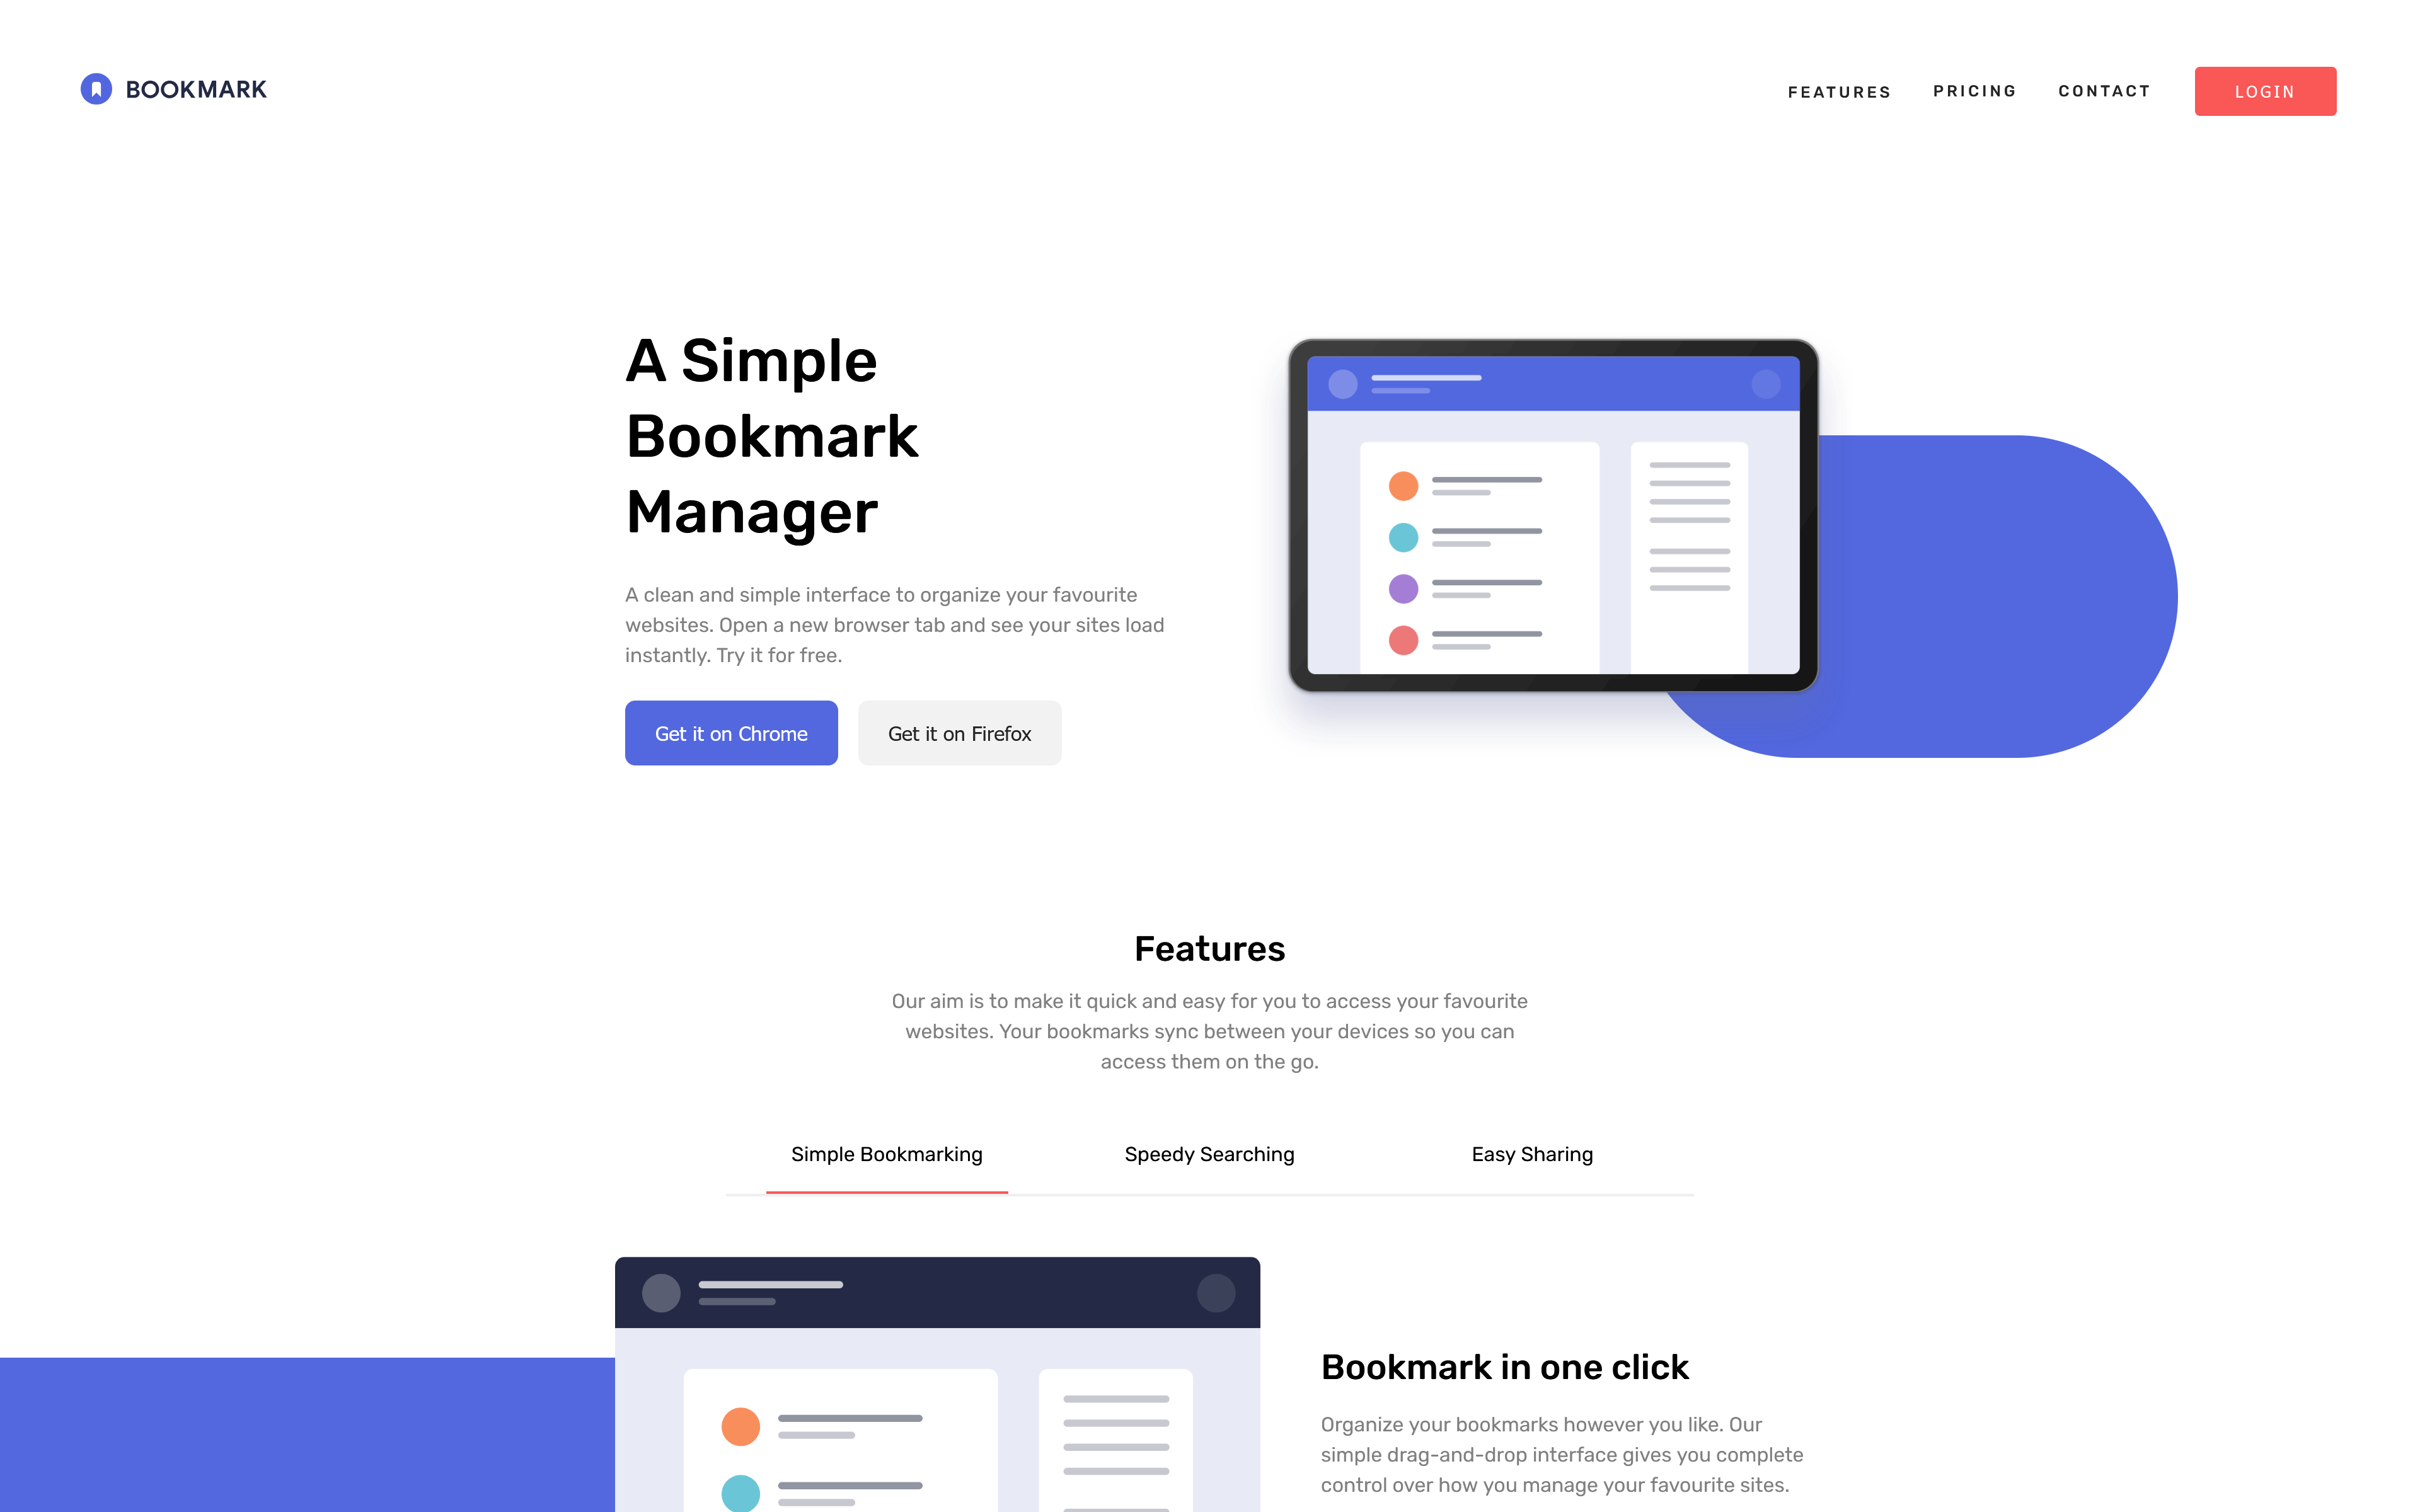 BOOKMARK
FEATURES
PRICING
CONTACT
LOGIN
A Simple
Bookmark
Manager
A clean and simple interface to organize your favourite
websites. Open a new browser tab and see your sites load
instantly. Try it for free.
Get it on Chrome
Get it on Firefox
Features
Our aim is to make it quick and easy for you to access your favourite
websites. Your bookmarks sync between your devices so you can
access them on the go.
Simple Bookmarking
Speedy Searching
Easy Sharing
Bookmark in one click
Organize your bookmarks however you like. Our
simple drag-and-drop interface gives you complete
control over how you manage your favourite sites.